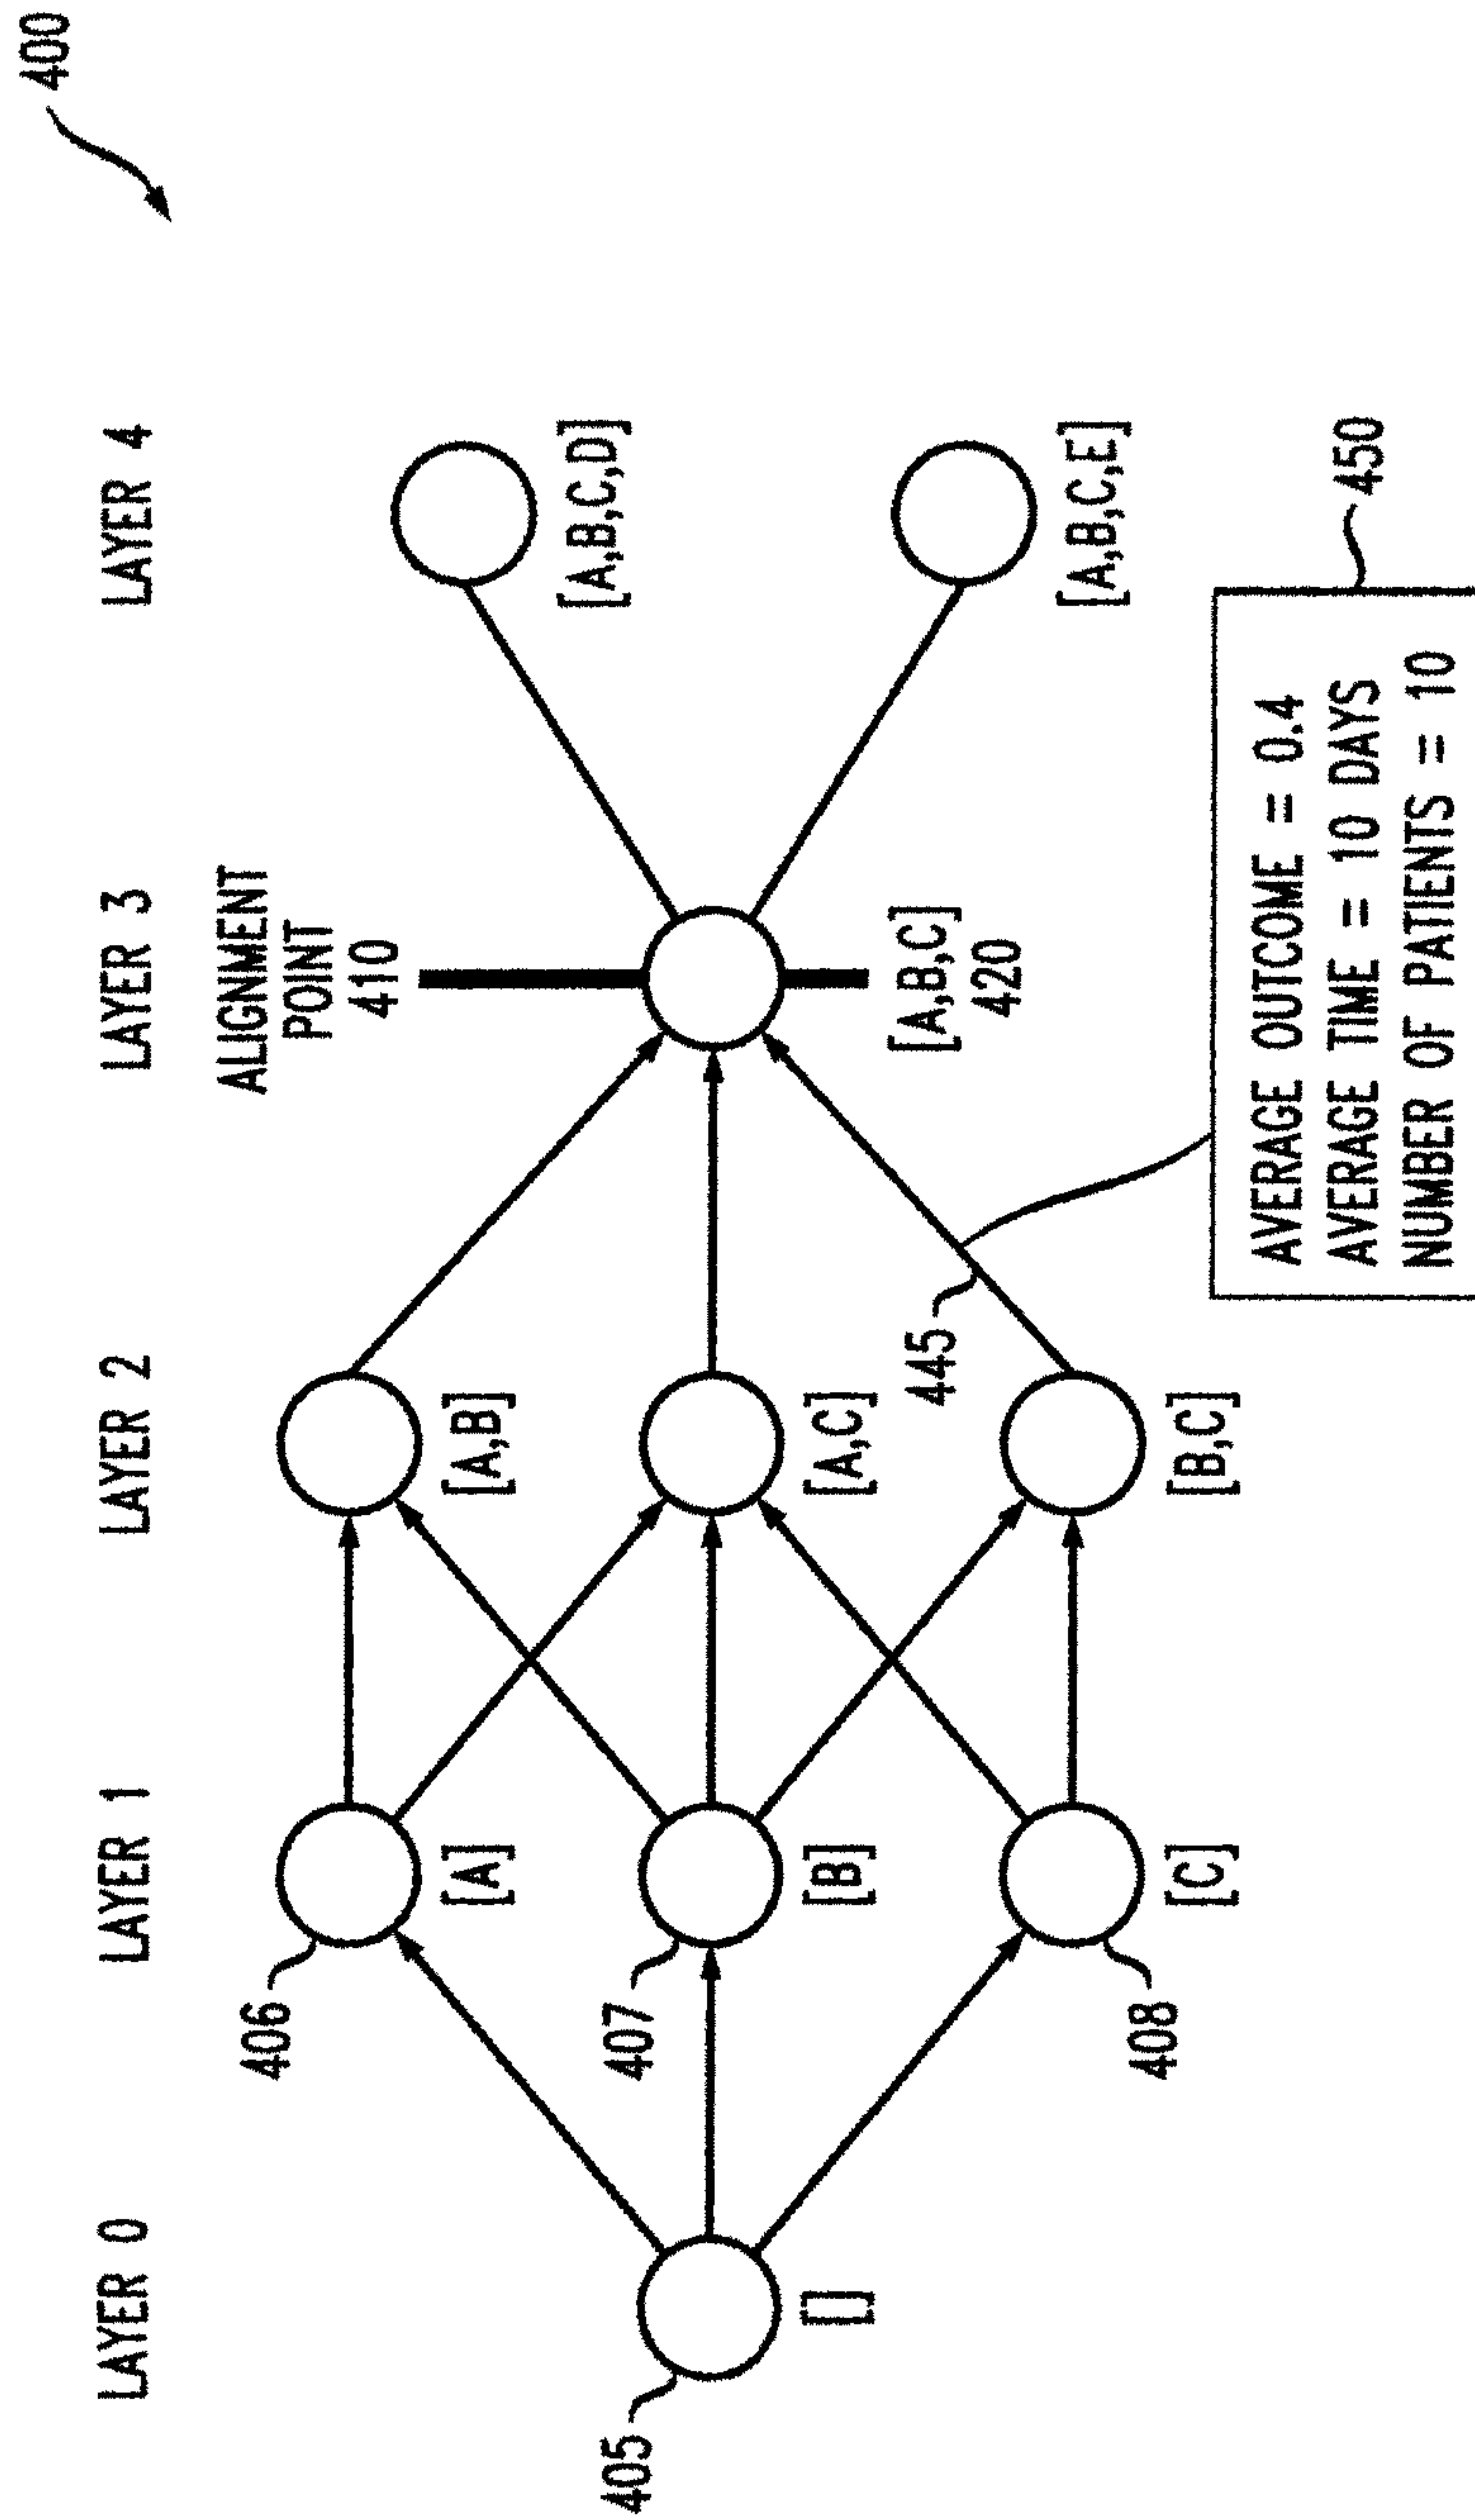 400
LAYER 0
LAYER 1
LAYER 2
LAYER 3
LAYER 4
ALIGNMENT
POINT
410
406
[A]
[A,B]
[A,B,C,D]
405
[]
407
[B]
[A,C]
[A,B,C]
420
445
408
[C]
[B,C]
[A,B,C,E]
AVERAGE OUTCOME = 0.4
AVERAGE TIME = 10 DAYS
NUMBER OF PATIENTS = 10
450